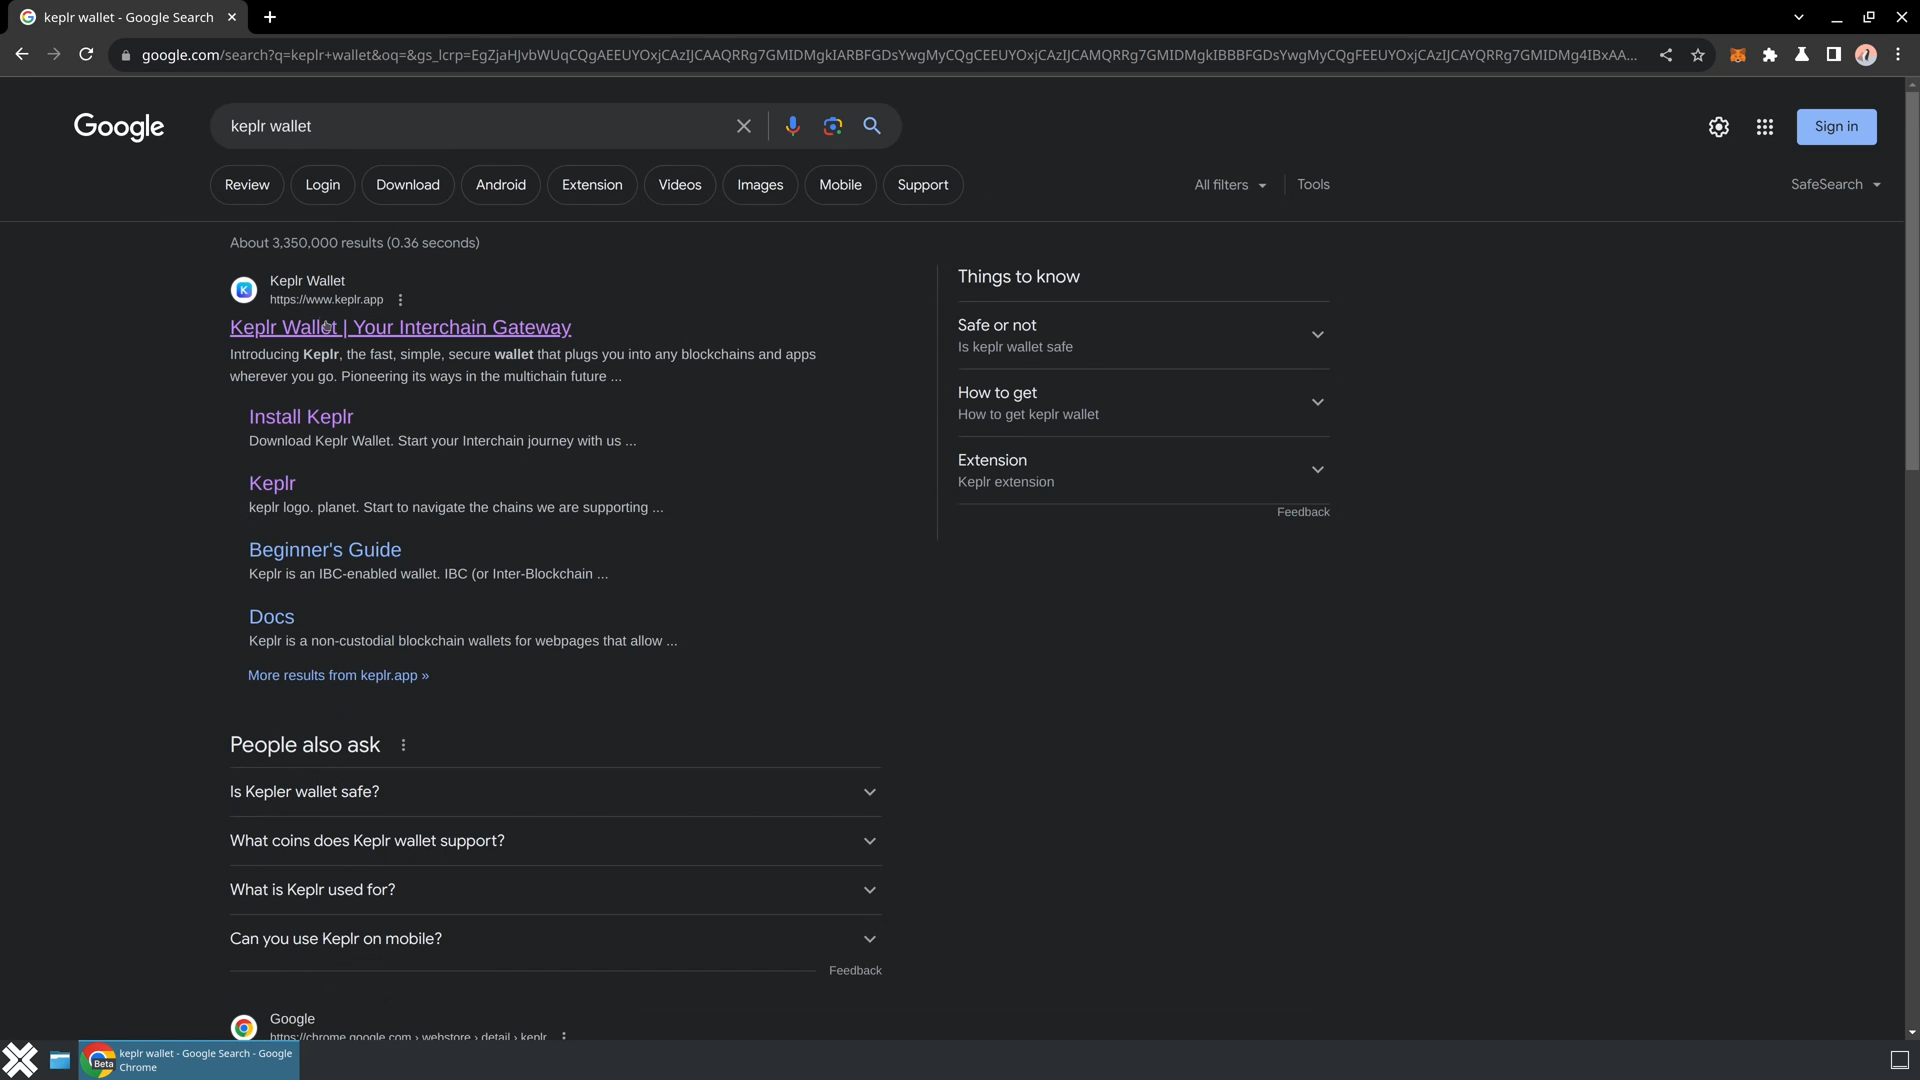 keplr wallet - Google Search
google.com/search?q=keplr+wallet&oq=&gs_lcrp=EgZjaHJvbWUqCQgAEEUYOxjCAzIJCAAQRRg7GMIDMgkIARBFGDsYwgMyCQgCEEUYOxjCAzIJCAMQRRg7GMIDMgkIBBBFGDsYwgMyCQgFEEUYOxjCAzIJCAYQRRg7GMIDMg4IBxAA...
Google
keplr wallet
Sign in
Review Login Download Android Extension Videos Images Mobile Support All filters Tools SafeSearch
About 3,350,000 results (0.36 seconds)
Keplr Wallet
https://www.keplr.app
Keplr Wallet | Your Interchain Gateway
Introducing Keplr, the fast, simple, secure wallet that plugs you into any blockchains and apps
wherever you go. Pioneering its ways in the multichain future ...
Install Keplr
Download Keplr Wallet. Start your Interchain journey with us ...
Keplr
keplr logo. planet. Start to navigate the chains we are supporting ...
Beginner's Guide
Keplr is an IBC-enabled wallet. IBC (or Inter-Blockchain ...
Docs
Keplr is a non-custodial blockchain wallets for webpages that allow ...
More results from keplr.app »
Things to know
Safe or not
Is keplr wallet safe
How to get
How to get keplr wallet
Extension
Keplr extension
Feedback
People also ask
Is Kepler wallet safe?
What coins does Keplr wallet support?
What is Keplr used for?
Can you use Keplr on mobile?
Feedback
Google
https://chrome.google.com › webstore › detail › keplr
Beta
keplr wallet - Google Search - Google
Chrome